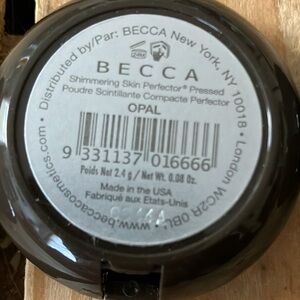 • Distributed by/Par: BECCA New York, NY 10018 • London WC2R 0BL • www.beccacosmetics.com
24M
BECCA
Shimmering Skin Perfector® Pressed
Poudre Scintillante Compacte Perfector
OPAL
9 331137 016666
Poids Net 2.4 g / Net Wt. 0.08 Oz.
Made in the USA
Fabriqué aux Etats-Unis